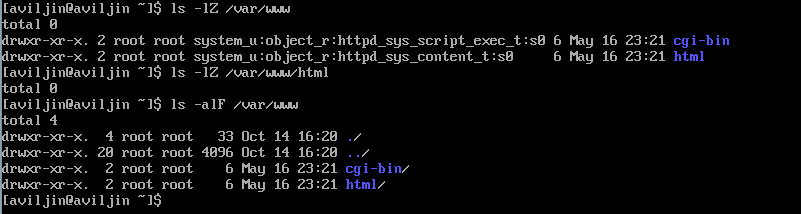 [aviljin@aviljin ~]$ ls -lZ /var/www
total 0
drwxr-xr-x. 2 root root system_u:object_r:httpd_sys_script_exec_t:s0 6 May 16 23:21 cgi-bin
drwxr-xr-x. 2 root root system_u:object_r:httpd_sys_content_t:s0     6 May 16 23:21 html
[aviljin@aviljin ~]$ ls -lZ /var/www/html
total 0
[aviljin@aviljin ~]$ ls -alF /var/www
total 4
drwxr-xr-x.  4 root root   33 Oct 14 16:20 ./
drwxr-xr-x. 20 root root 4096 Oct 14 16:20 ../
drwxr-xr-x.  2 root root    6 May 16 23:21 cgi-bin/
drwxr-xr-x.  2 root root    6 May 16 23:21 html/
[aviljin@aviljin ~]$